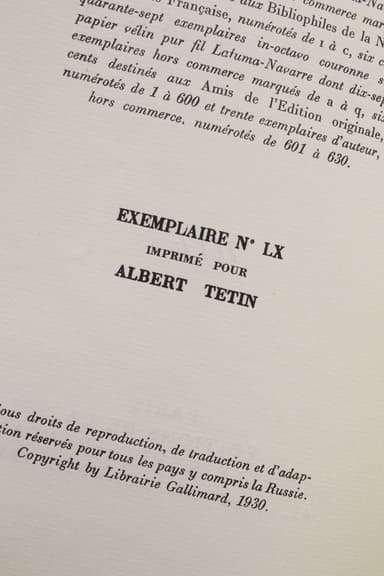 commerce mar-
Française, numérotés de 1 à c, six c
quarante-sept exemplaires in-octavo couronne s
papier vélin pur fil Lafuma-Navarre dont dix-sep
exemplaires hors commerce marqués de a à q, six
cents destinés aux Amis de l'Edition originale,
numérotés de 1 à 600 et trente exemplaires d'auteur,
hors commerce, numérotés de 601 à 630.
EXEMPLAIRE N° LX
IMPRIMÉ POUR
ALBERT TETIN
ous droits de reproduction, de traduction et d'adap-
tion réservés pour tous les pays y compris la Russie.
Copyright by Librairie Gallimard, 1930.